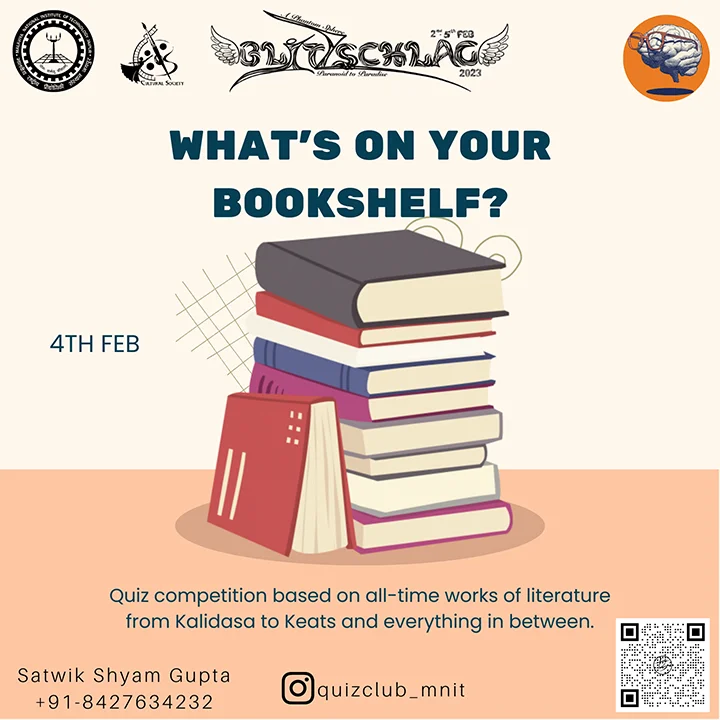 A Phantom Sphere
BLITZSCHLAG
2nd 5th FEB
Paranoid to Paradise
2023
CULTURAL SOCIETY
WHAT'S ON YOUR
BOOKSHELF?
4TH FEB
Quiz competition based on all-time works of literature
from Kalidasa to Keats and everything in between.
Satwik Shyam Gupta
+91-8427634232
quizclub_mnit